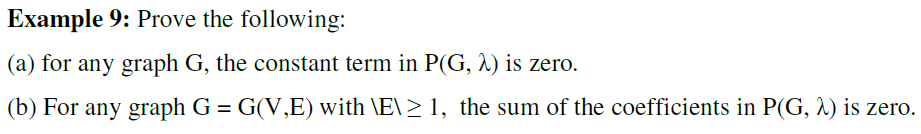 Example 9: Prove the following:
(a) for any graph G, the constant term in P(G, λ) is zero.
(b) For any graph G = G(V,E) with \E\ ≥ 1,  the sum of the coefficients in P(G, λ) is zero.